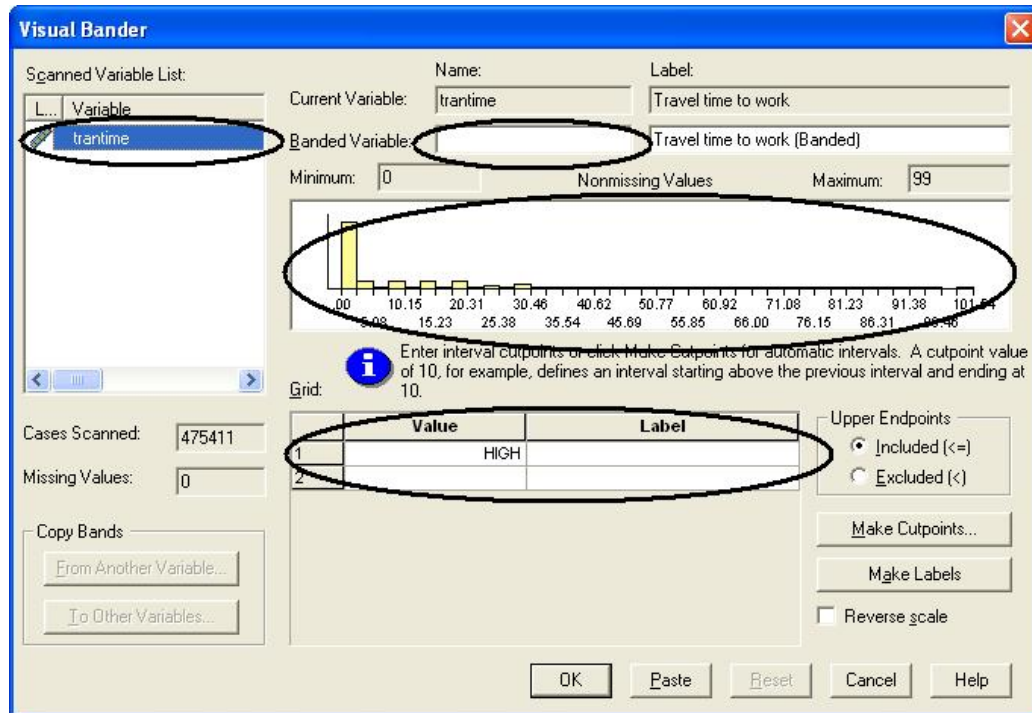 Visual Bander
Scanned Variable List:
L... Variable
trantime
Name:
Label:
Current Variable:
trantime
Travel time to work
Banded Variable:
Travel time to work (Banded)
Minimum:
0
Nonmissing Values
Maximum:
99
.00 10.15 20.31 30.46 40.62 50.77 60.92 71.08 81.23 91.38
5.08 15.23 25.38 35.54 45.69 55.85 66.00 76.15 86.31
Enter interval cutpoints or click Make Cutpoints for automatic intervals. A cutpoint value
of 10, for example, defines an interval starting above the previous interval and ending at
10.
Grid:
Value Label
1 HIGH
2
Upper Endpoints
Included (<=)
Excluded (<)
Make Cutpoints...
Make Labels
Reverse scale
Cases Scanned:
475411
Missing Values:
0
Copy Bands
From Another Variable...
To Other Variables...
OK
Paste
Reset
Cancel
Help